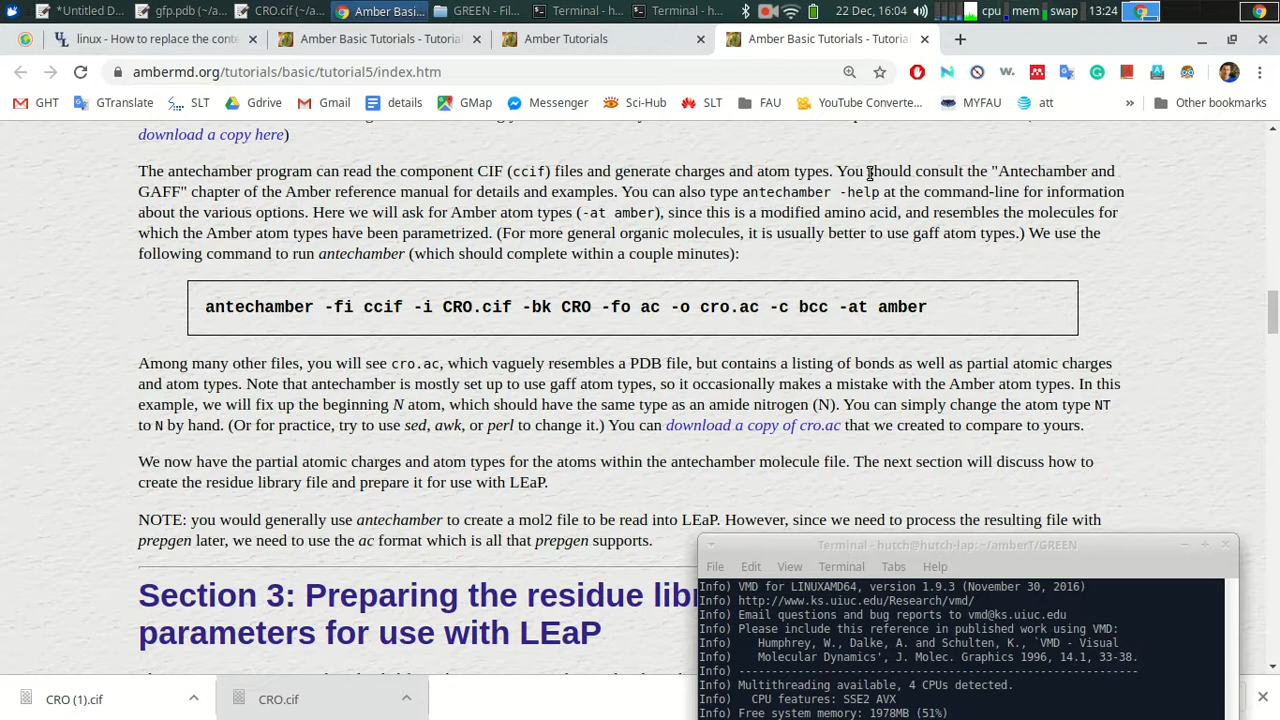 *Untitled D...
gfp.pdb (~/a...
CRO.cif (~/a...
Amber Basi...
GREEN - Fil...
Terminal - h...
Terminal - h...
22 Dec, 16:04
cpu
mem
swap
13:24
linux - How to replace the conte
Amber Basic Tutorials - Tutorial
Amber Tutorials
Amber Basic Tutorials - Tutoria
ambermd.org/tutorials/basic/tutorial5/index.htm
GHT
GTranslate
SLT
Gdrive
Gmail
details
GMap
Messenger
Sci-Hub
SLT
FAU
YouTube Converte...
MYFAU
att
»
Other bookmarks
download a copy here)
The antechamber program can read the component CIF (ccif) files and generate charges and atom types. You should consult the "Antechamber and
GAFF" chapter of the Amber reference manual for details and examples. You can also type antechamber -help at the command-line for information
about the various options. Here we will ask for Amber atom types (-at amber), since this is a modified amino acid, and resembles the molecules for
which the Amber atom types have been parametrized. (For more general organic molecules, it is usually better to use gaff atom types.) We use the
following command to run antechamber (which should complete within a couple minutes):
antechamber -fi ccif -i CRO.cif -bk CRO -fo ac -o cro.ac -c bcc -at amber
Among many other files, you will see cro.ac, which vaguely resembles a PDB file, but contains a listing of bonds as well as partial atomic charges
and atom types. Note that antechamber is mostly set up to use gaff atom types, so it occasionally makes a mistake with the Amber atom types. In this
example, we will fix up the beginning N atom, which should have the same type as an amide nitrogen (N). You can simply change the atom type NT
to N by hand. (Or for practice, try to use sed, awk, or perl to change it.) You can download a copy of cro.ac that we created to compare to yours.
We now have the partial atomic charges and atom types for the atoms within the antechamber molecule file. The next section will discuss how to
create the residue library file and prepare it for use with LEaP.
NOTE: you would generally use antechamber to create a mol2 file to be read into LEaP. However, since we need to process the resulting file with
prepgen later, we need to use the ac format which is all that prepgen supports.
Section 3: Preparing the residue libr
parameters for use with LEaP
Terminal - hutch@hutch-lap: ~/amberT/GREEN
File Edit View Terminal Tabs Help
Info) VMD for LINUXAMD64, version 1.9.3 (November 30, 2016)
Info) http://www.ks.uiuc.edu/Research/vmd/
Info) Email questions and bug reports to vmd@ks.uiuc.edu
Info) Please include this reference in published work using VMD:
Info)    Humphrey, W., Dalke, A. and Schulten, K., `VMD - Visual
Info)    Molecular Dynamics', J. Molec. Graphics 1996, 14.1, 33-38.
Info) -------------------------------------------------------------
Info) Multithreading available, 4 CPUs detected.
Info)   CPU features: SSE2 AVX
Info) Free system memory: 1978MB (51%)
CRO (1).cif
CRO.cif